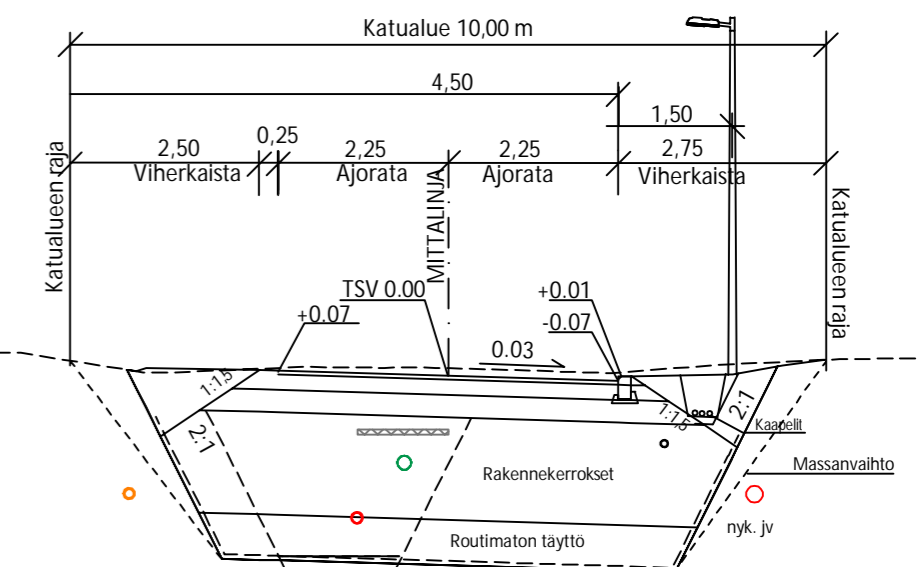 Katualue 10,00 m
4,50
1,50
0,25
2,50
2,25
2,25
2,75
Viherkaista
Ajorata
Ajorata
Viherkaista
Katualueen raja
MITTALINJA
Katualueen raja
TSV 0.00
+0.01
+0.07
-0.07
0.03
1:1,5
2:1
1:1,5
2:1
Kaapelit
Massanvaihto
Rakennekerrokset
nyk. jv
Routimaton täyttö